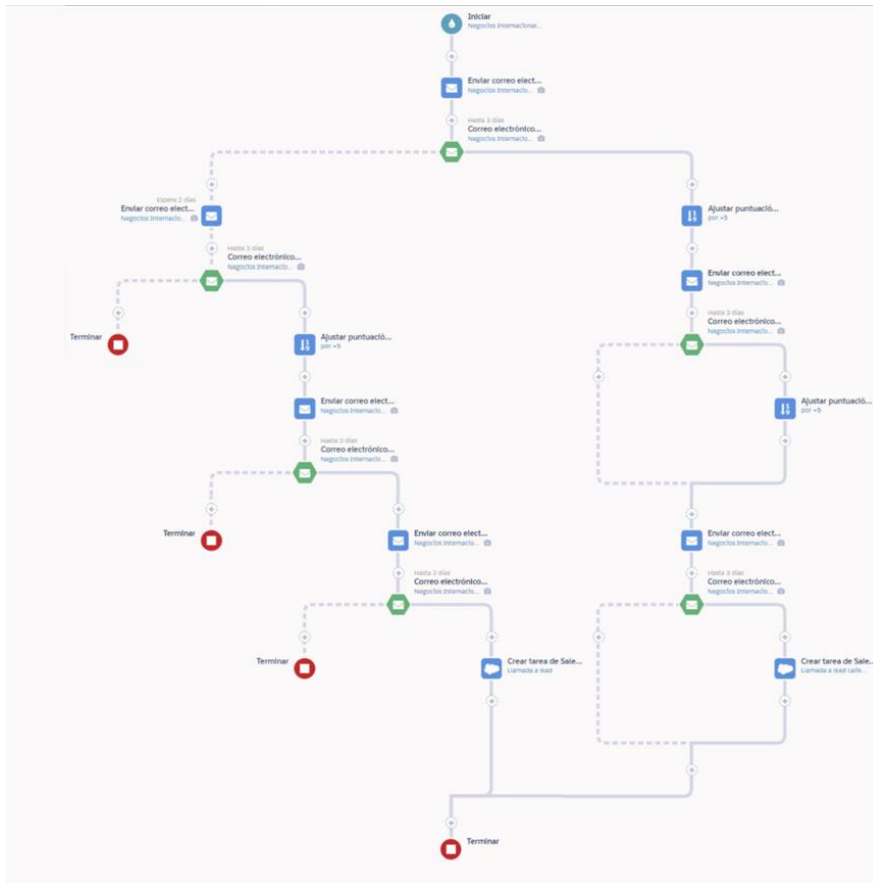 Iniciar
Negocios Internacional...
Enviar correo elect...
Negocios Internacio...
Hasta 3 días
Correo electrónico...
Negocios Internacio...
Espere 2 días
Enviar correo elect...
Negocios Internacio...
Ajustar puntuació...
por +5
Hasta 3 días
Correo electrónico...
Negocios Internacio...
Enviar correo elect...
Negocios Internacio...
Hasta 3 días
Correo electrónico...
Negocios Internacio...
Terminar
Ajustar puntuació...
por +5
Enviar correo elect...
Negocios Internacio...
Ajustar puntuació...
por +5
Hasta 3 días
Correo electrónico...
Negocios Internacio...
Terminar
Enviar correo elect...
Negocios Internacio...
Enviar correo elect...
Negocios Internacio...
Hasta 3 días
Correo electrónico...
Negocios Internacio...
Hasta 3 días
Correo electrónico...
Negocios Internacio...
Terminar
Crear tarea de Sale...
Llamada a lead
Crear tarea de Sale...
Llamada a lead calie...
Terminar